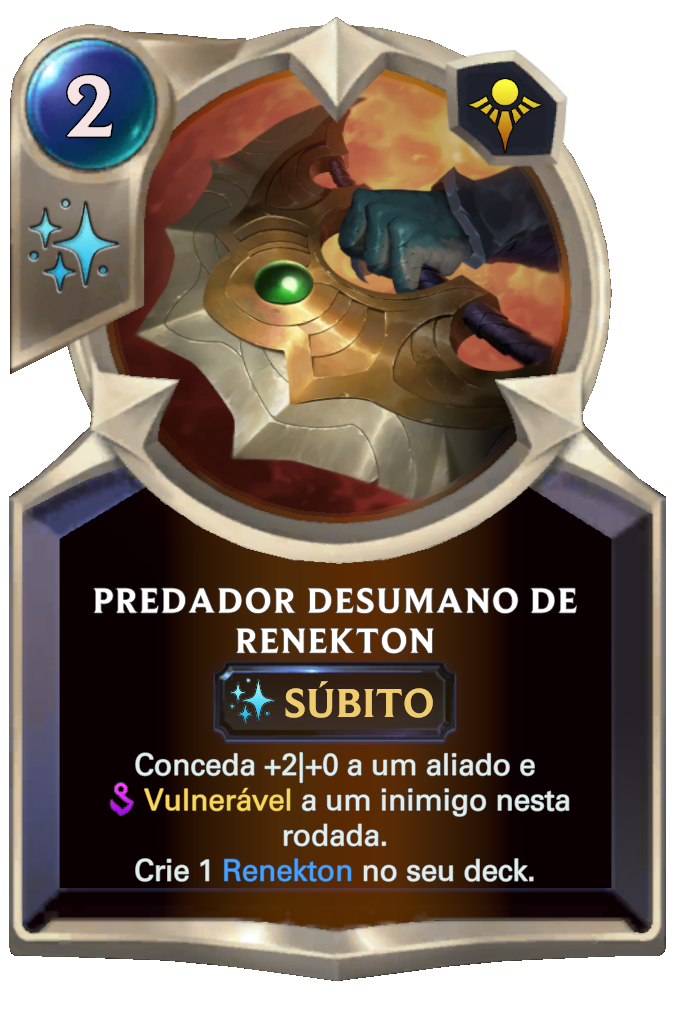 2
PREDADOR DESUMANO DE
RENEKTON
SÚBITO
Conceda +2|+0 a um aliado e
Vulnerável a um inimigo nesta
rodada.
Crie 1 Renekton no seu deck.